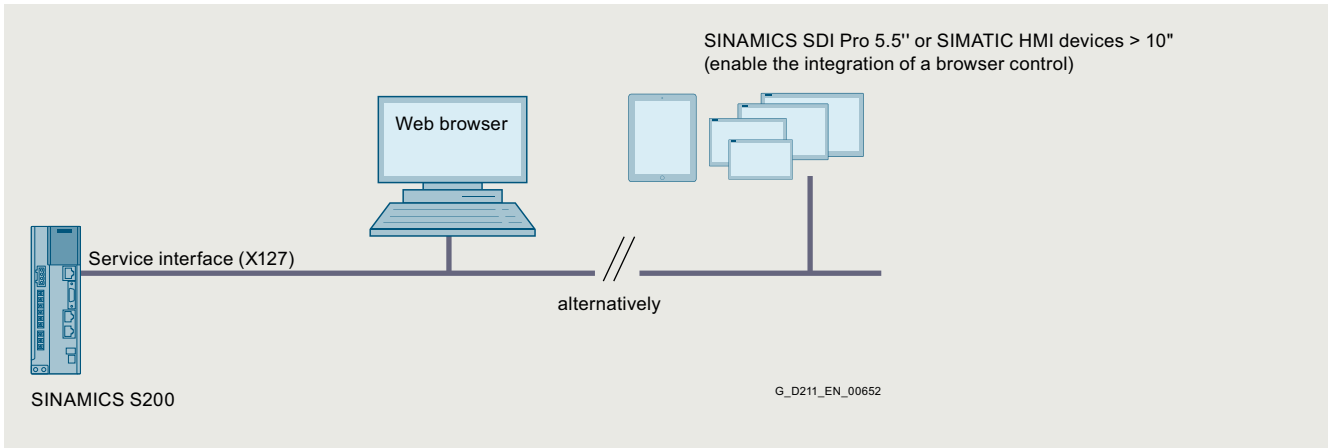 SINAMICS SDI Pro 5.5'' or SIMATIC HMI devices > 10"
(enable the integration of a browser control)
Web browser
Service interface (X127)
alternatively
G_D211_EN_00652
SINAMICS S200